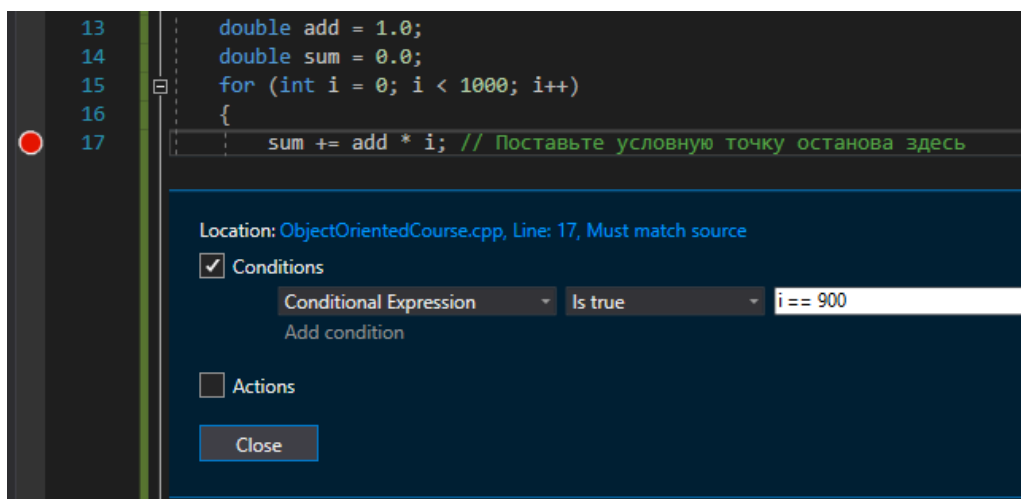 13 double add = 1.0;
14 double sum = 0.0;
15 for (int i = 0; i < 1000; i++)
16 {
17 sum += add * i; // Поставьте условную точку останова здесь
Location: ObjectOrientedCourse.cpp, Line: 17, Must match source
Conditions
Conditional Expression Is true i == 900
Add condition
Actions
Close